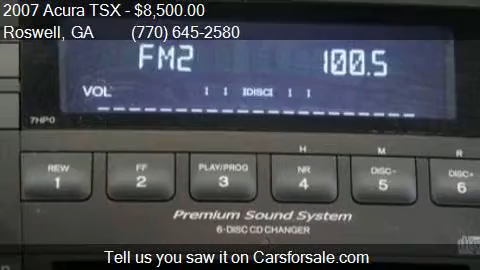 2007 Acura TSX - $8,500.00
Roswell, GA (770) 645-2580
FM2 100.5
VOL DISC
7HP0
H M R
REW FF PLAY/PROG NR DISC- DISC+
1 2 3 4 5 6
Premium Sound System
6-DISC CD CHANGER
Tell us you saw it on Carsforsale.com